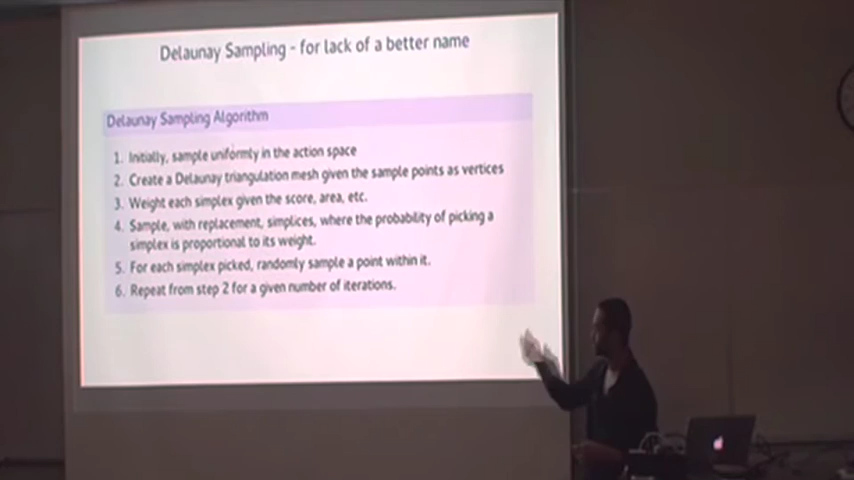 Delaunay Sampling - for lack of a better name
Delaunay Sampling Algorithm
1. Initially, sample uniformly in the action space
2. Create a Delaunay triangulation mesh given the sample points as vertices
3. Weight each simplex given the score, area, etc.
4. Sample, with replacement, simplices, where the probability of picking a
simplex is proportional to its weight.
5. For each simplex picked, randomly sample a point within it.
6. Repeat from step 2 for a given number of iterations.